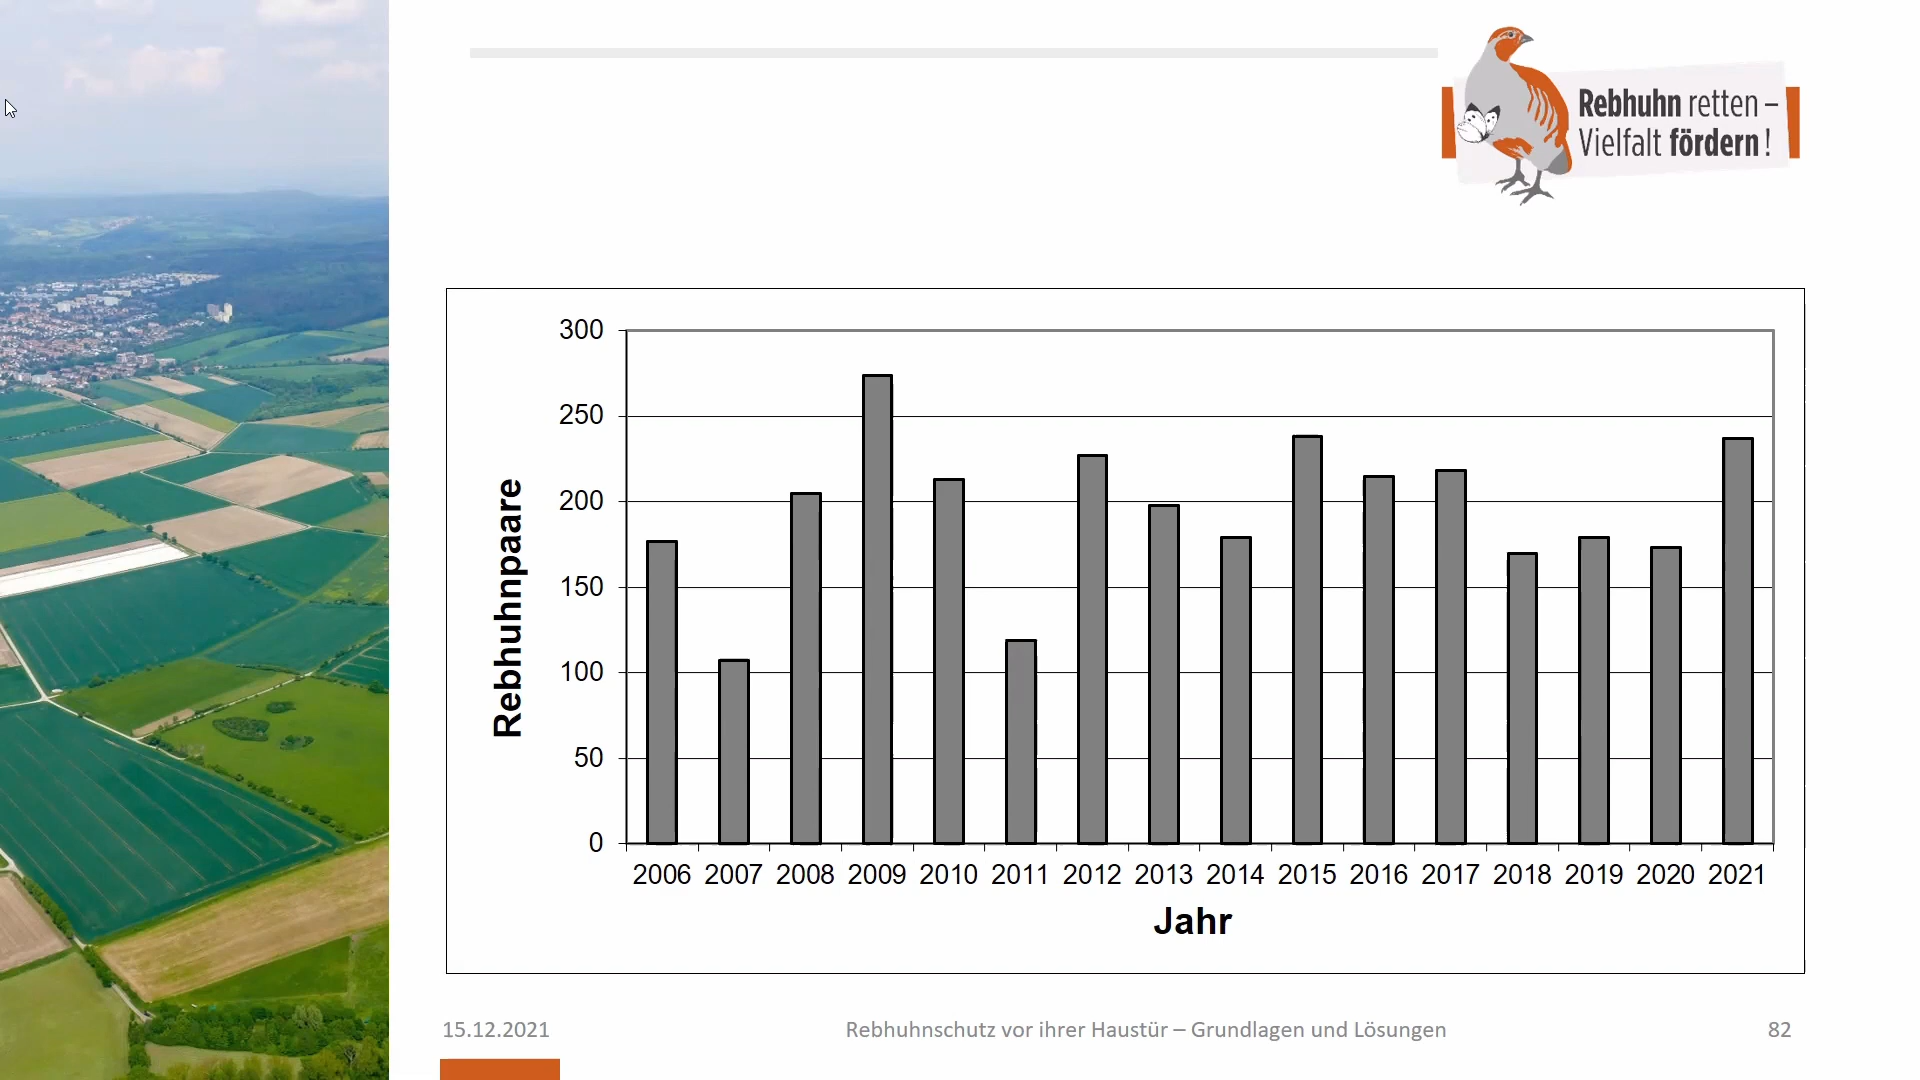 Rebhuhn retten –
Vielfalt fördern!
300
250
200
150
100
50
0
Rebhuhnpaare
2006 2007 2008 2009 2010 2011 2012 2013 2014 2015 2016 2017 2018 2019 2020 2021
Jahr
15.12.2021 Rebhuhnschutz vor ihrer Haustür – Grundlagen und Lösungen 82